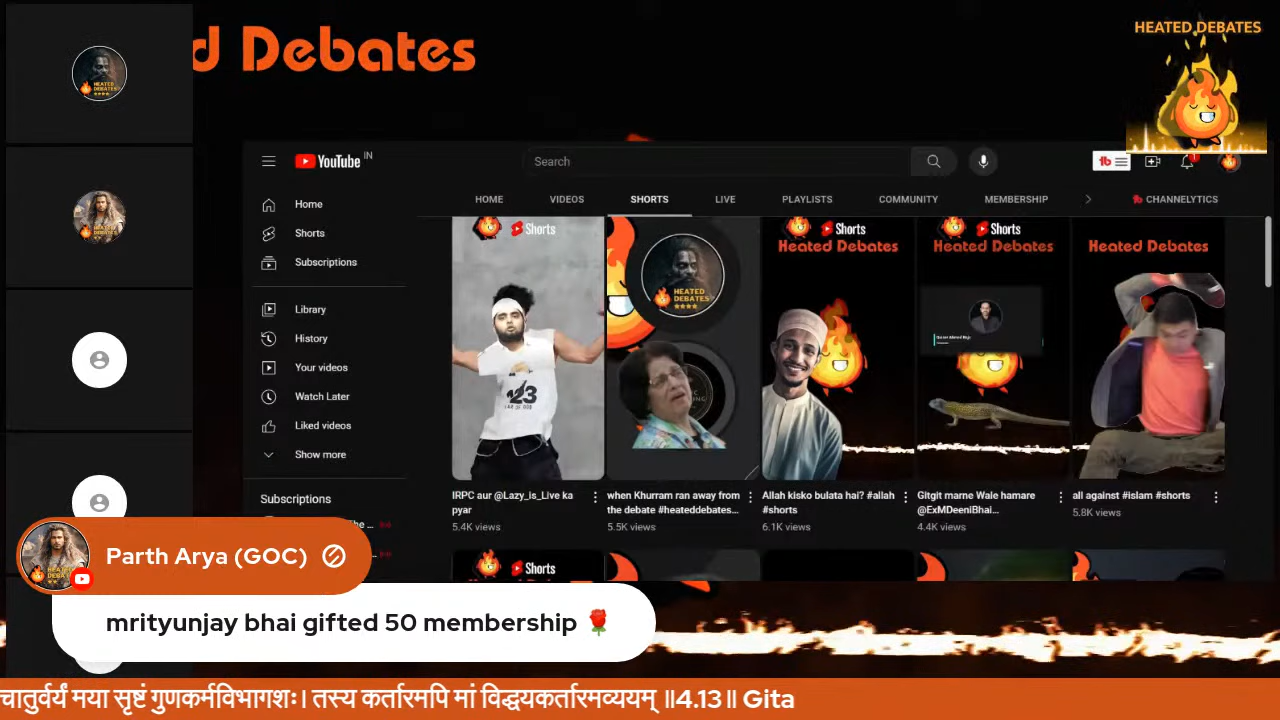 d Debates
HEATED DEBATES
YouTube IN
Search
HOME
VIDEOS
SHORTS
LIVE
PLAYLISTS
COMMUNITY
MEMBERSHIP
CHANNELYTICS
Home
Shorts
Subscriptions
Library
History
Your videos
Watch Later
Liked videos
Show more
Subscriptions
Shorts
HEATED DEBATES
Shorts
Heated Debates
Shorts
Heated Debates
Heated Debates
IRPC aur @Lazy_is_Live ka pyar
5.4K views
when Khurram ran away from the debate #heateddebates...
5.5K views
Allah kisko bulata hai? #allah #shorts
6.1K views
Gitgit marne Wale hamare @ExMDeeniBhai...
4.4K views
all against #islam #shorts
5.8K views
Shorts
Parth Arya (GOC)
mrityunjay bhai gifted 50 membership 🌹
चातुर्वर्यं मया सृष्टं गुणकर्मविभागशः। तस्य कर्तारमपि मां विद्धयकर्तारमव्ययम् ॥4.13॥ Gita